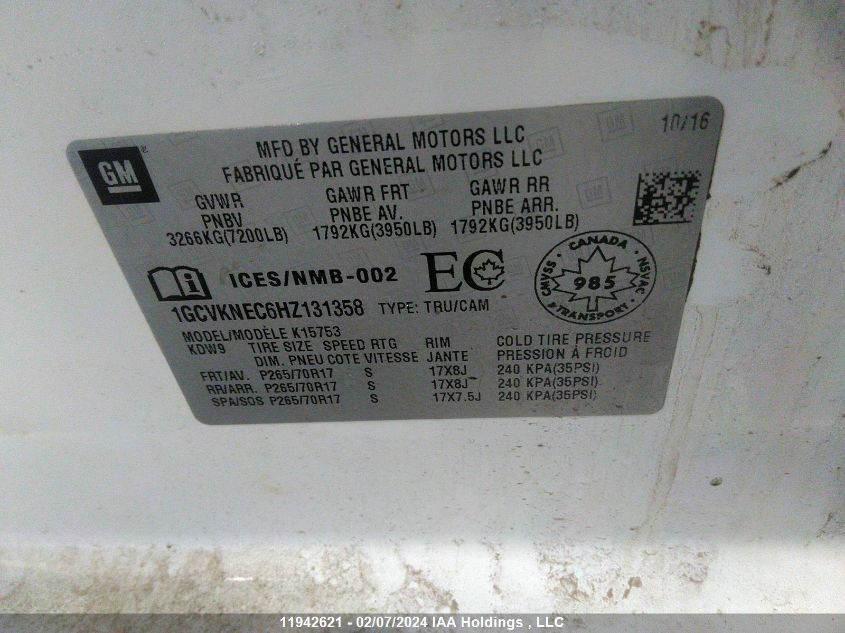 GM
MFD BY GENERAL MOTORS LLC
FABRIQUÉ PAR GENERAL MOTORS LLC
10/16
GVWR GAWR FRT GAWR RR
PNBV PNBE AV. PNBE ARR.
3266KG(7200LB) 1792KG(3950LB) 1792KG(3950LB)
ICES/NMB-002 EC
CANADA
CMVSS NSVAC
985
TRANSPORT
1GCVKNEC6HZ131358 TYPE: TRU/CAM
MODEL/MODÈLE K15753
KDW9 TIRE SIZE SPEED RTG RIM COLD TIRE PRESSURE
DIM. PNEU COTE VITESSE JANTE PRESSION À FROID
FRT/AV. P265/70R17 S 17X8J 240 KPA(35PSI)
RR/ARR. P265/70R17 S 17X8J 240 KPA(35PSI)
SPA/SOS P265/70R17 S 17X7.5J 240 KPA(35PSI)
11942621 - 02/07/2024 IAA Holdings , LLC